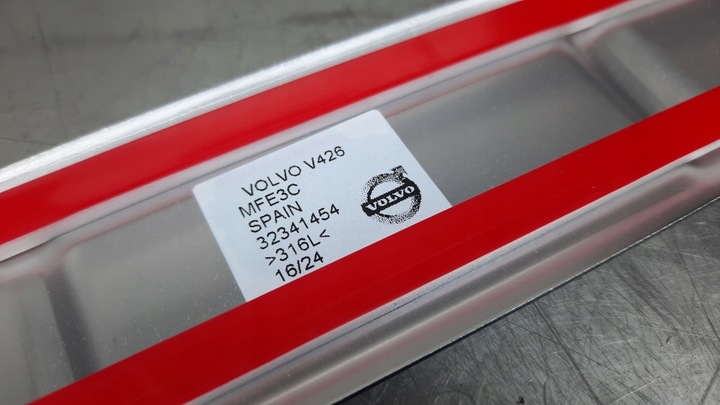 VOLVO V426
MFE3C
SPAIN
32341454
>316L<
16/24
VOLVO